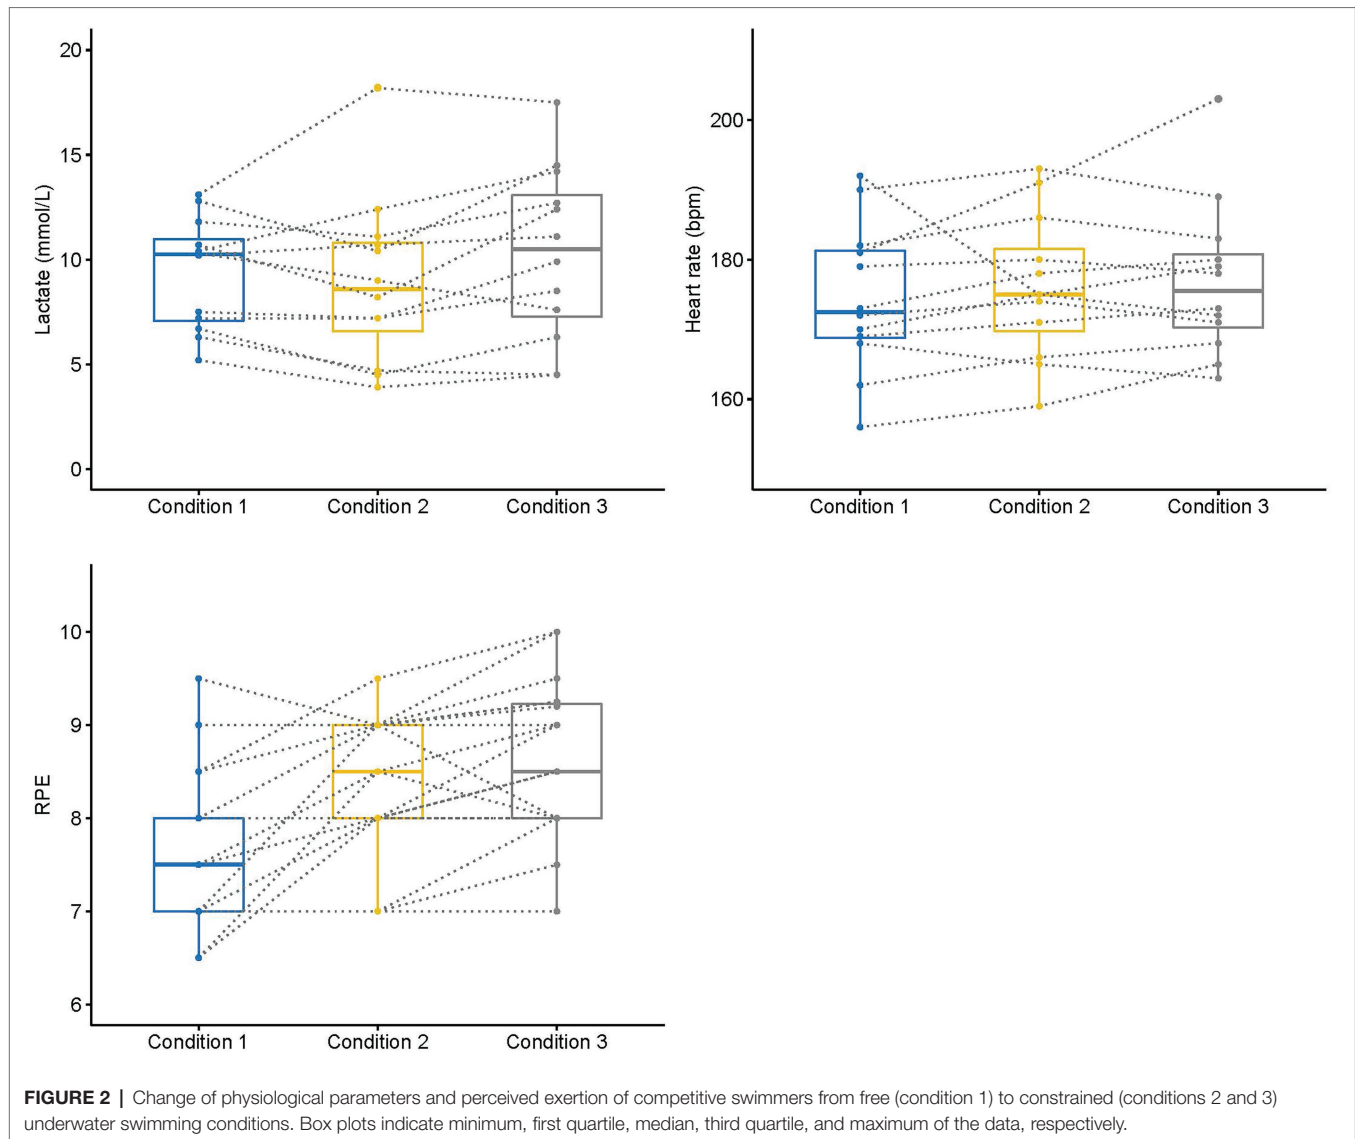 20
15
10
5
0
Lactate (mmol/L)
Condition 1 Condition 2 Condition 3
200
180
160
Heart rate (bpm)
Condition 1 Condition 2 Condition 3
10
9
8
7
6
RPE
Condition 1 Condition 2 Condition 3
FIGURE 2 | Change of physiological parameters and perceived exertion of competitive swimmers from free (condition 1) to constrained (conditions 2 and 3)
underwater swimming conditions. Box plots indicate minimum, first quartile, median, third quartile, and maximum of the data, respectively.